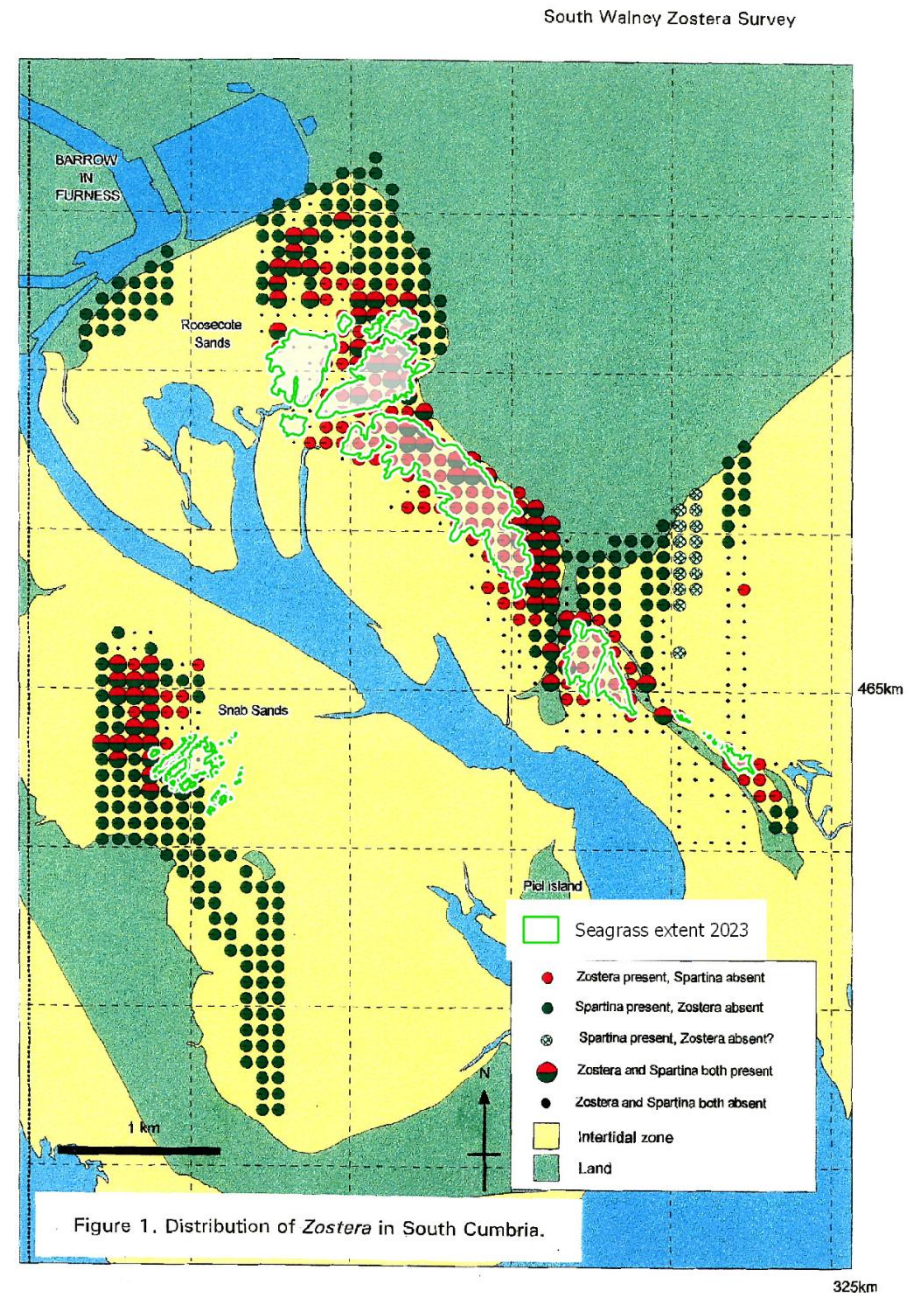 South Walney Zostera Survey
BARROW
IN
FURNESS
Roosecote
Sands
465km
Snab Sands
Piel Island
Seagrass extent 2023
Zostera present, Spartina absent
Spartina present, Zostera absent
Spartina present, Zostera absent?
Zostera and Spartina both present
Zostera and Spartina both absent
Intertidal zone
Land
N
1 km
Figure 1. Distribution of Zostera in South Cumbria.
325km